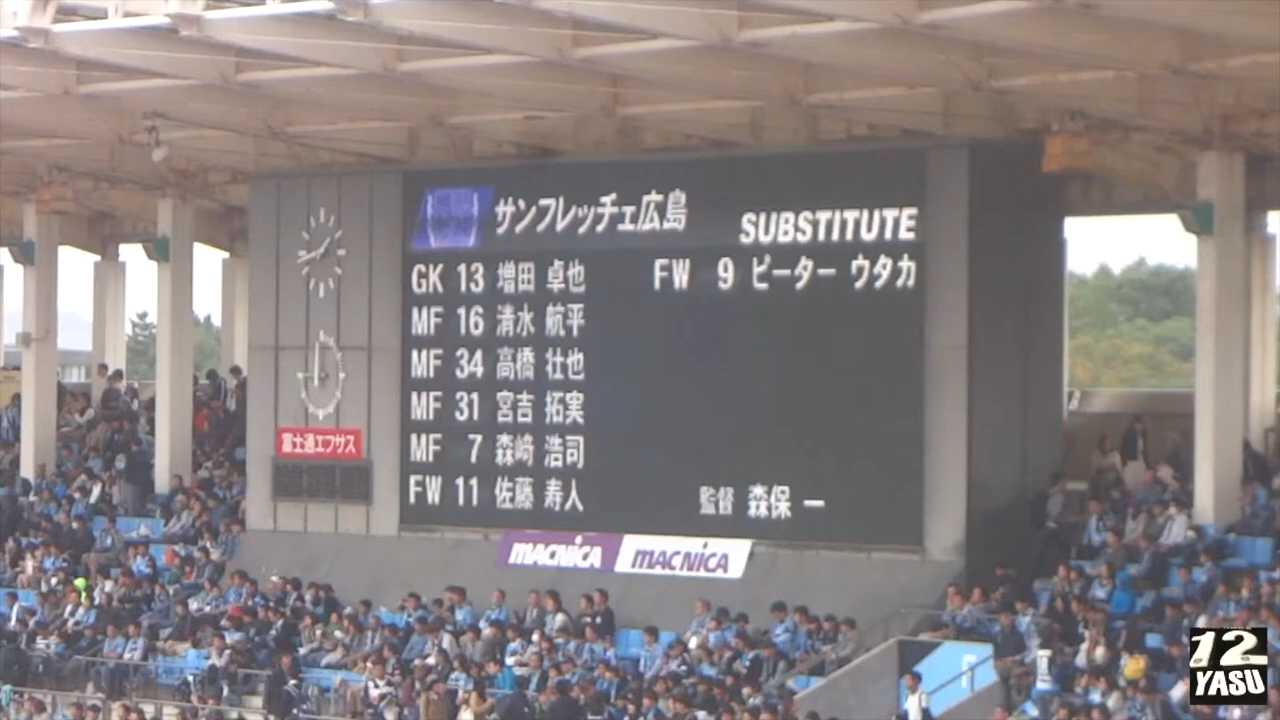 サンフレッチェ広島
SUBSTITUTE
GK 13 増田 卓也
FW 9 ピーター ウタカ
MF 16 清水 航平
MF 34 高橋 壮也
MF 31 宮吉 拓実
MF 7 森﨑 浩司
FW 11 佐藤 寿人
監督 森保 一
富士通エフサス
MACNICA MACNICA
12
YASU